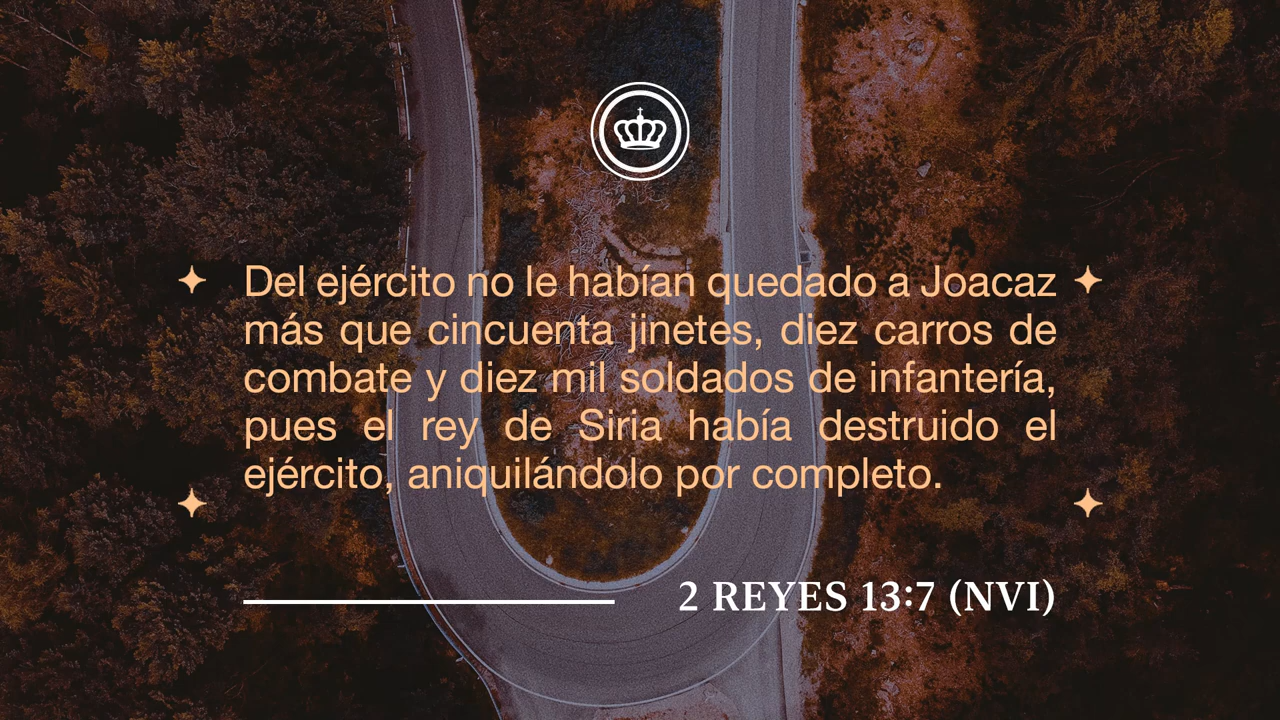 Del ejército no le habían quedado a Joacaz
más que cincuenta jinetes, diez carros de
combate y diez mil soldados de infantería,
pues el rey de Siria había destruido el
ejército, aniquilándolo por completo.
2 REYES 13:7 (NVI)